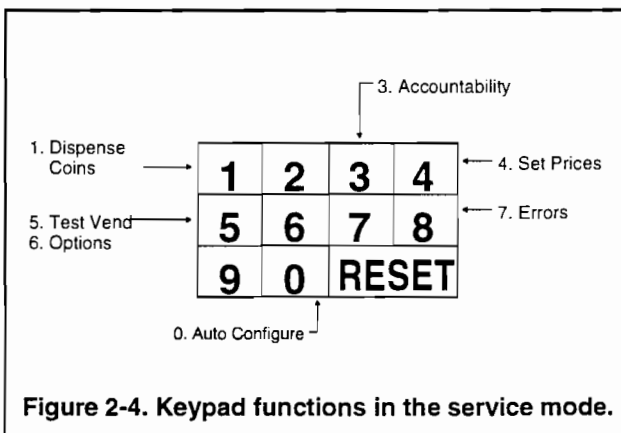 3. Accountability
1. Dispense
Coins
1 2 3 4
4. Set Prices
5. Test Vend
6. Options
5 6 7 8
7. Errors
9 0 RESET
0. Auto Configure
Figure 2-4. Keypad functions in the service mode.